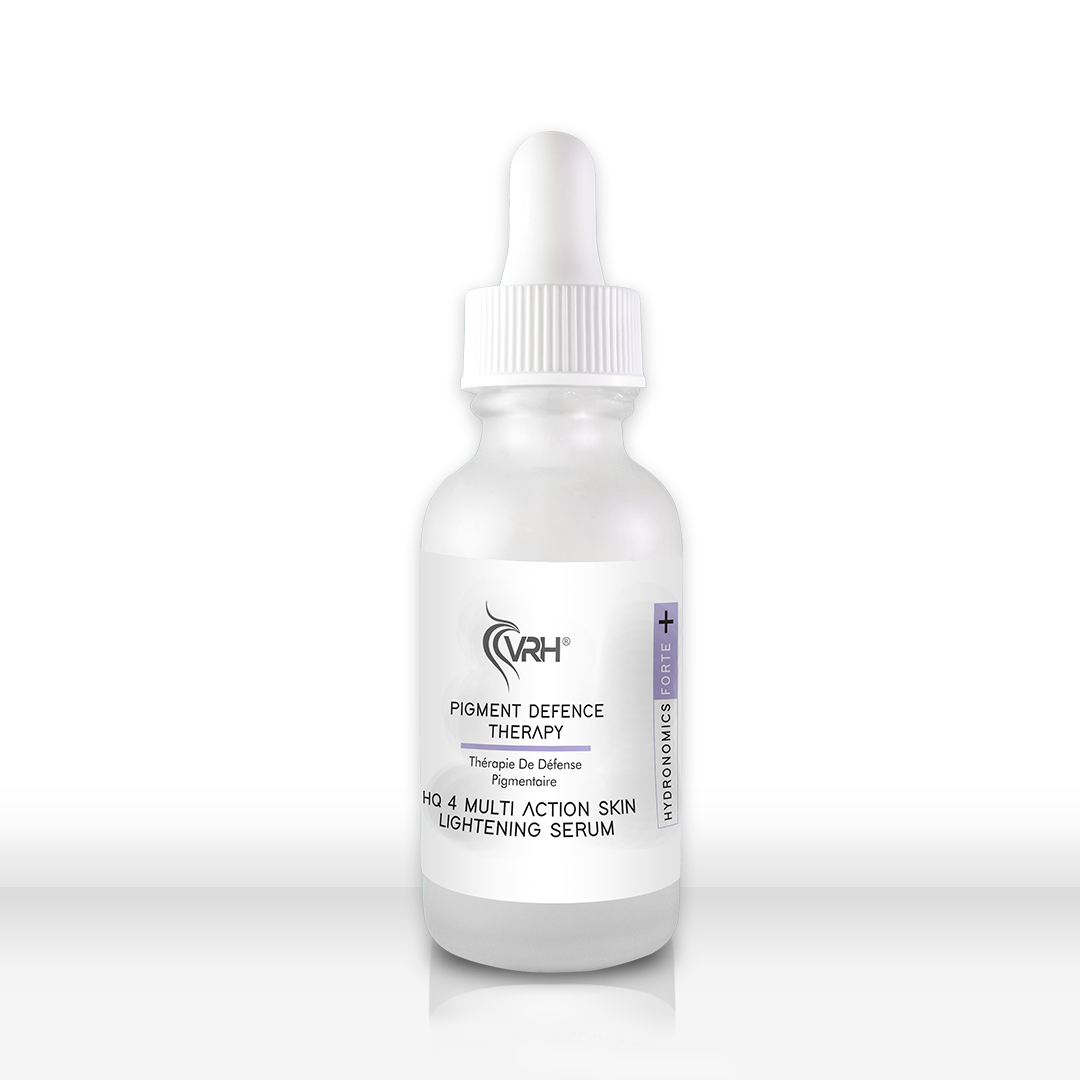 VRH®
PIGMENT DEFENCE
THERAPY
Thérapie De Défense
Pigmentaire
HQ 4 MULTI ACTION SKIN
LIGHTENING SERUM
HYDRONOMICS FORTE +